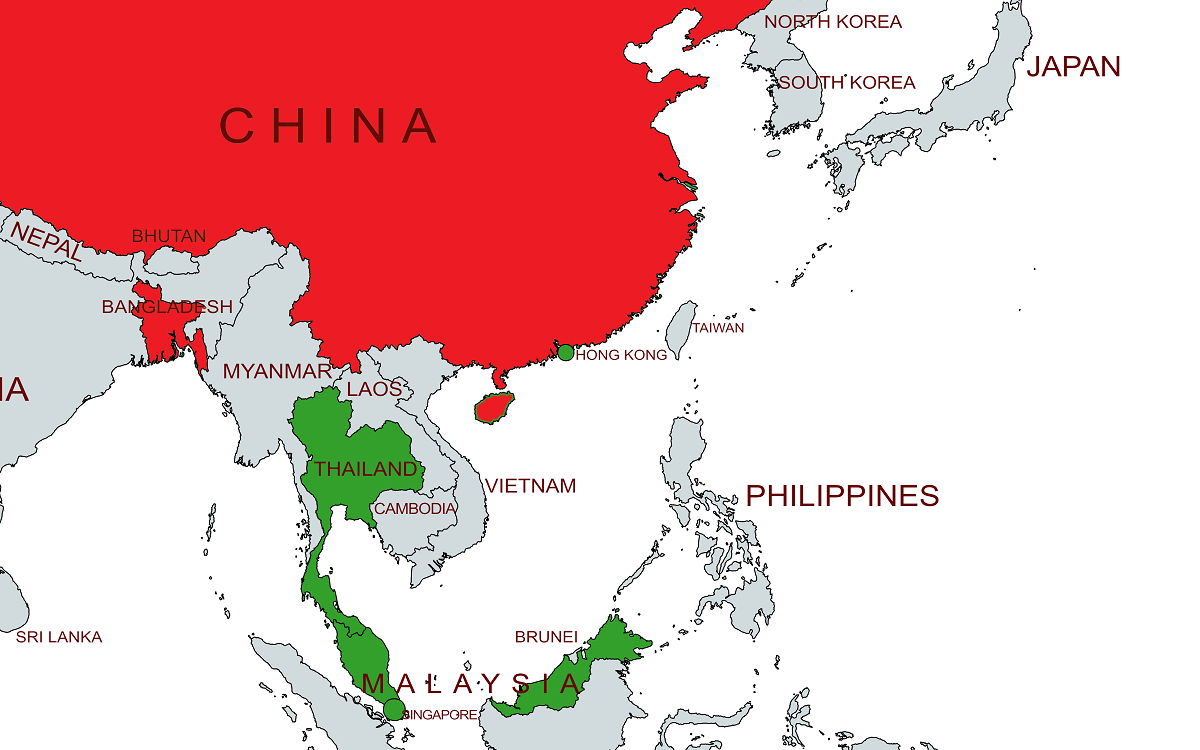 NORTH KOREA
JAPAN
SOUTH KOREA
CHINA
NEPAL
BHUTAN
BANGLADESH
TAIWAN
HONG KONG
MYANMAR
LAOS
IA
THAILAND
VIETNAM
PHILIPPINES
CAMBODIA
SRI LANKA
BRUNEI
MALAYSIA
SINGAPORE